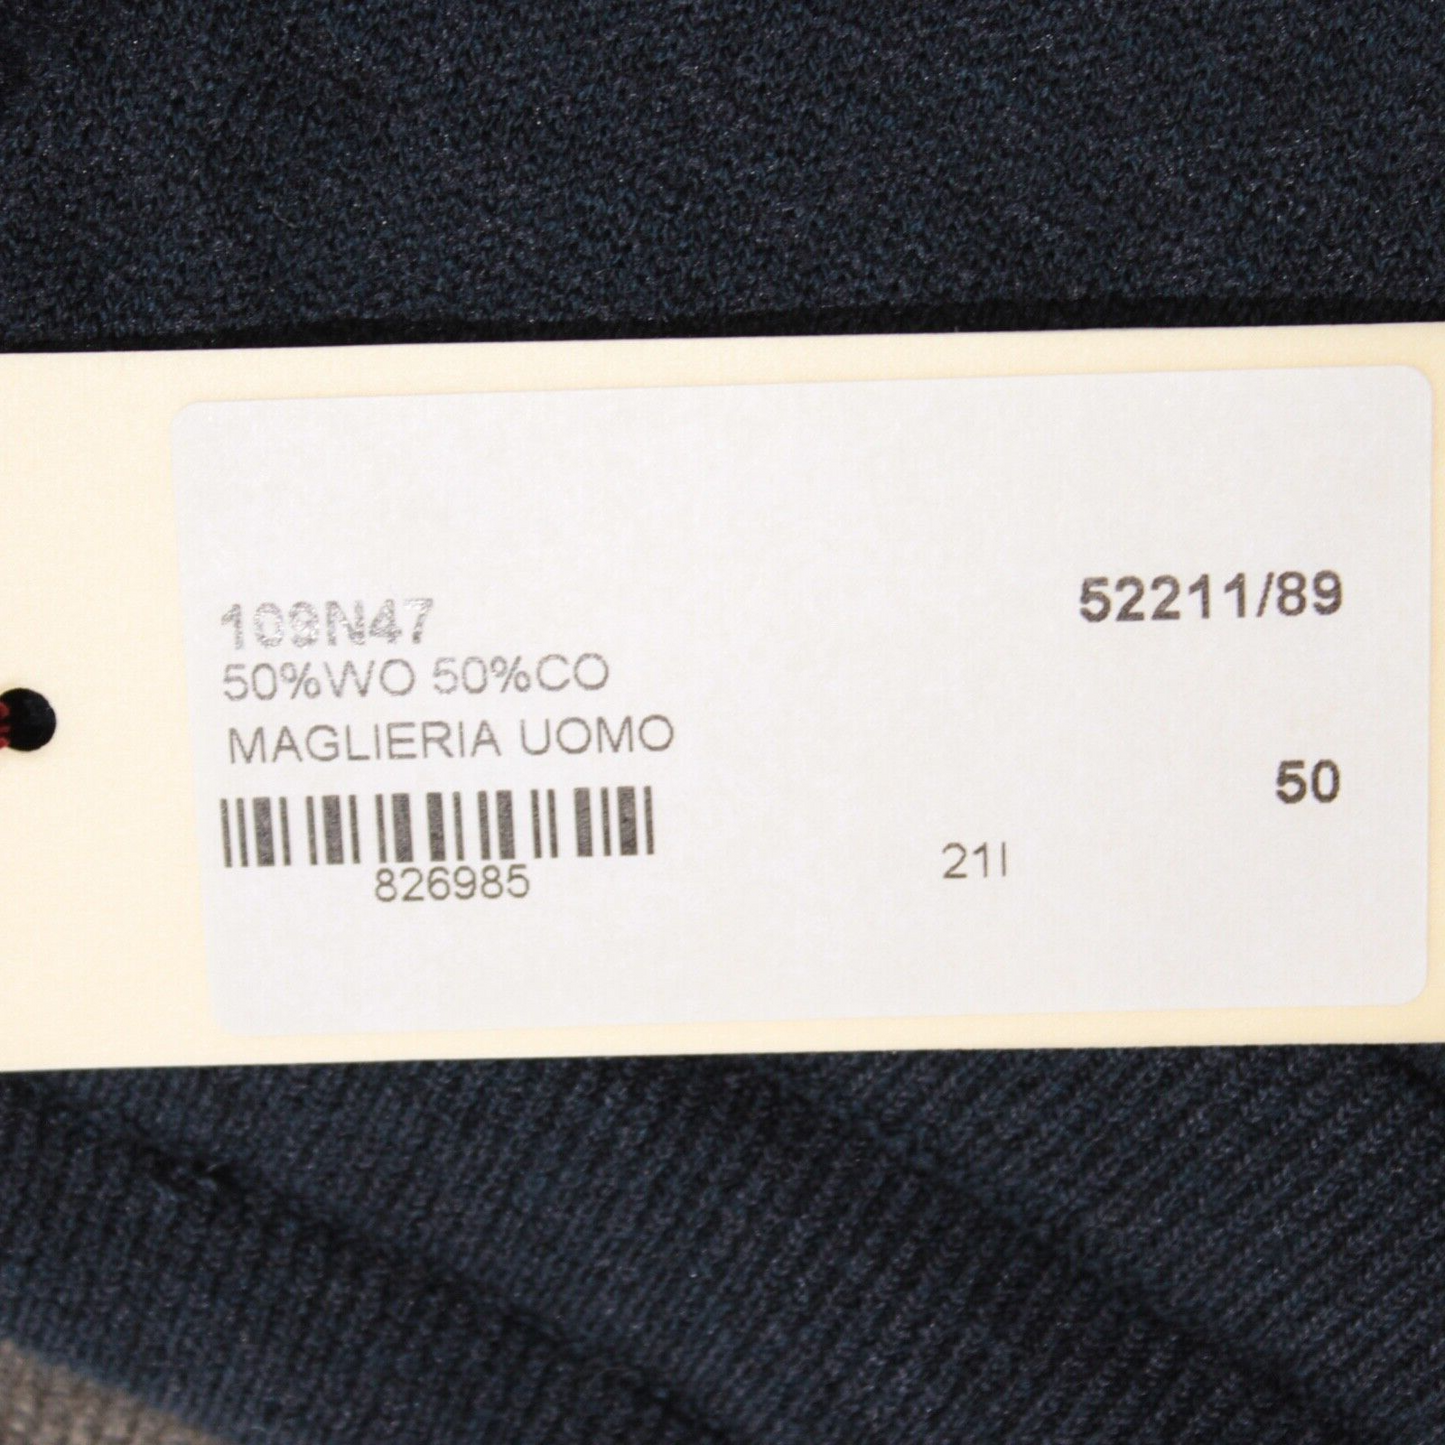 109N47
50%WO 50%CO
MAGLIERIA UOMO
826985
52211/89
50
21I